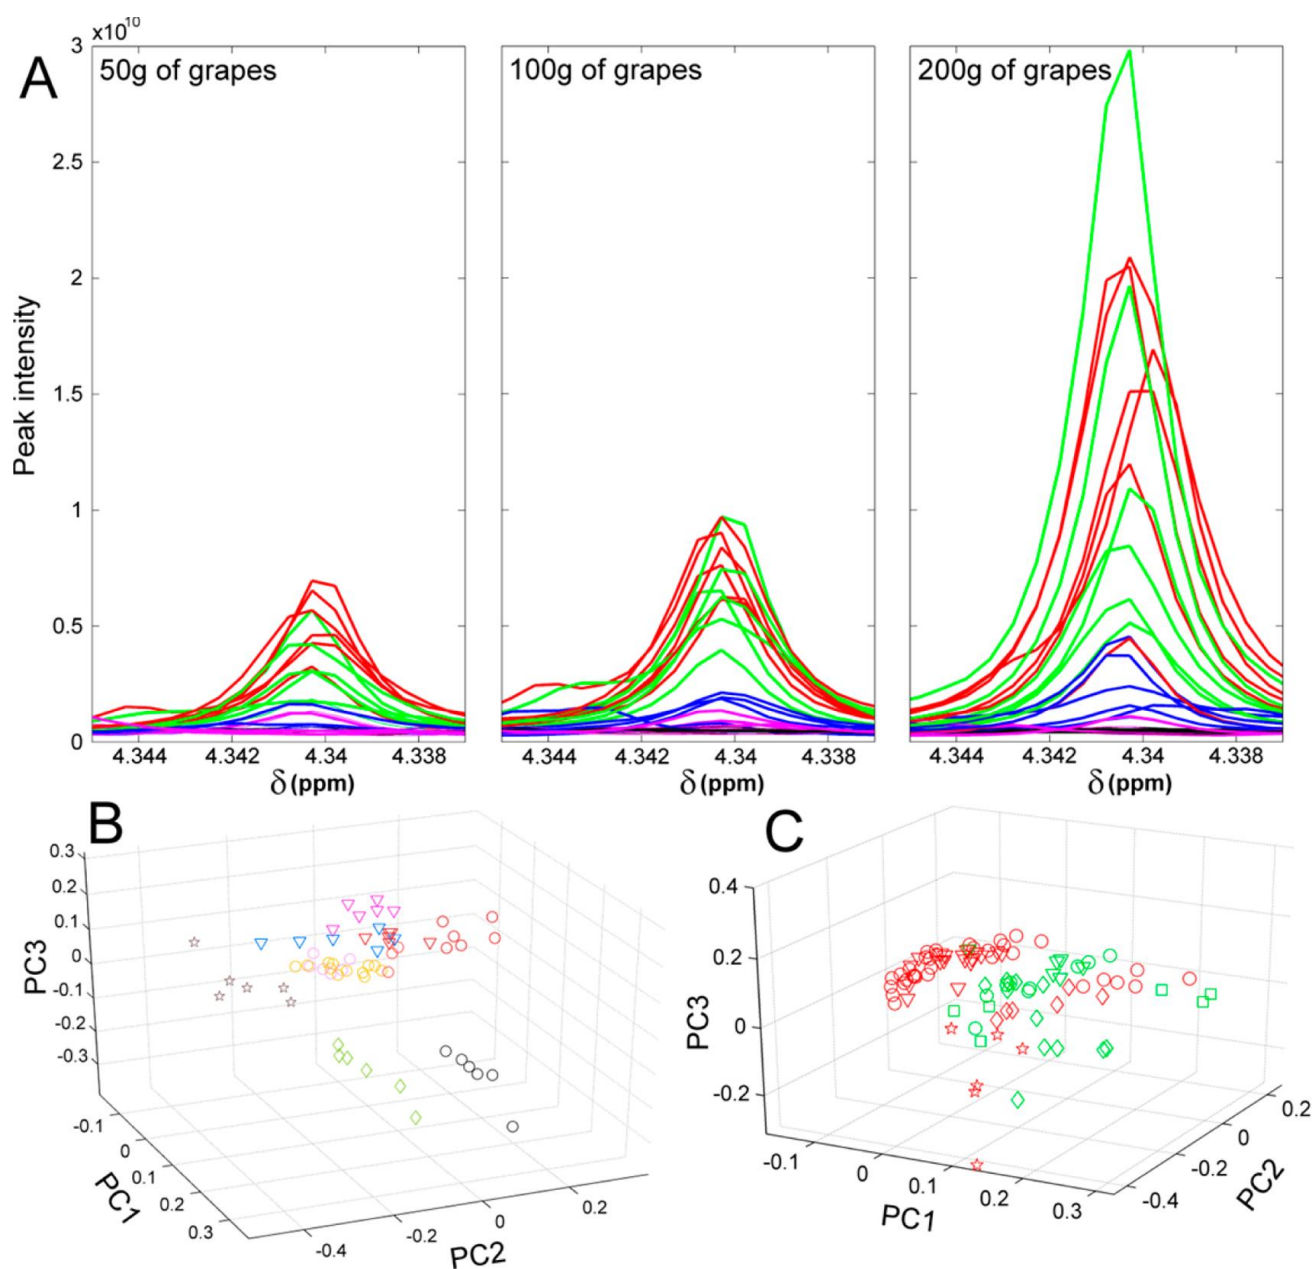 x10^10
A
50g of grapes
100g of grapes
200g of grapes
3
2.5
2
1.5
1
0.5
0
Peak intensity
4.344 4.342 4.34 4.338
4.344 4.342 4.34 4.338
4.344 4.342 4.34 4.338
δ (ppm)
δ (ppm)
δ (ppm)
B
0.3
0.2
0.1
0
-0.1
-0.2
-0.3
PC3
-0.1
0
0.1
0.2
0.3
PC1
-0.4
-0.2
0
0.2
PC2
C
0.4
0.2
0
-0.2
PC3
-0.1
0
0.1
0.2
0.3
PC1
-0.4
-0.2
0
0.2
PC2